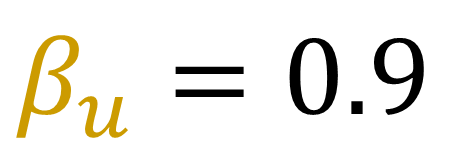 βᵤ = 0.9